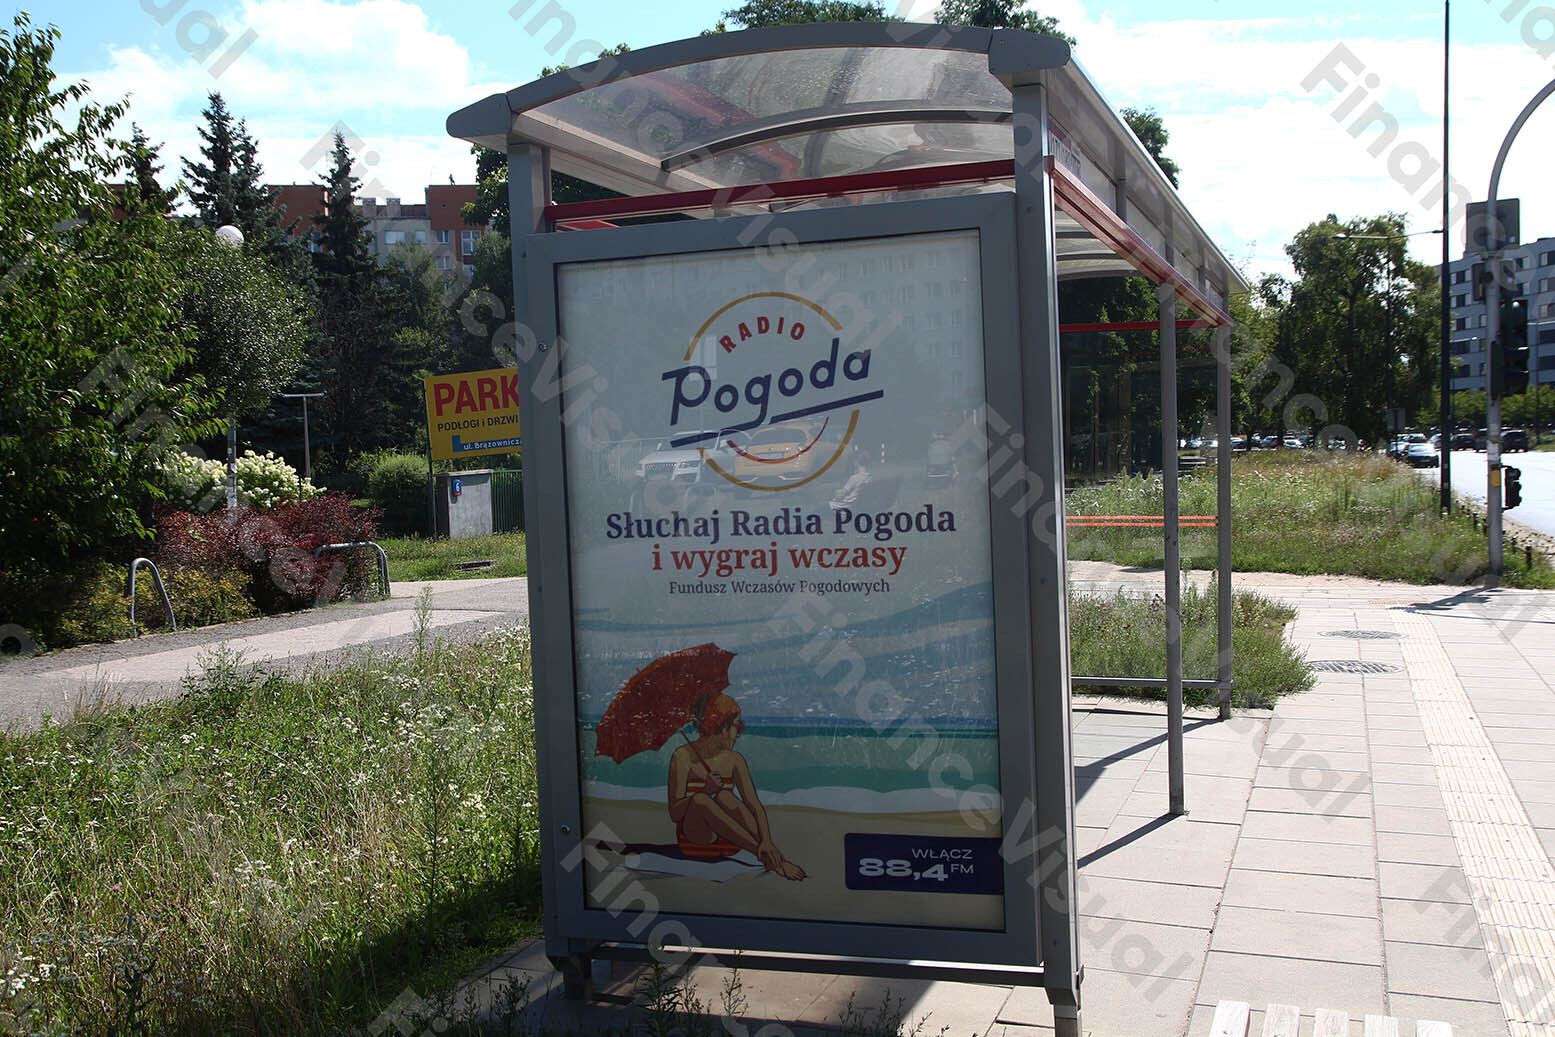 RADIO
Pogoda
Słuchaj Radia Pogoda
i wygraj wczasy
Fundusz Wczasów Pogodowych
WŁĄCZ
88,4 FM
PARK
PODŁOGI i DRZWI
ul. Brązownicza
FinanceVisual